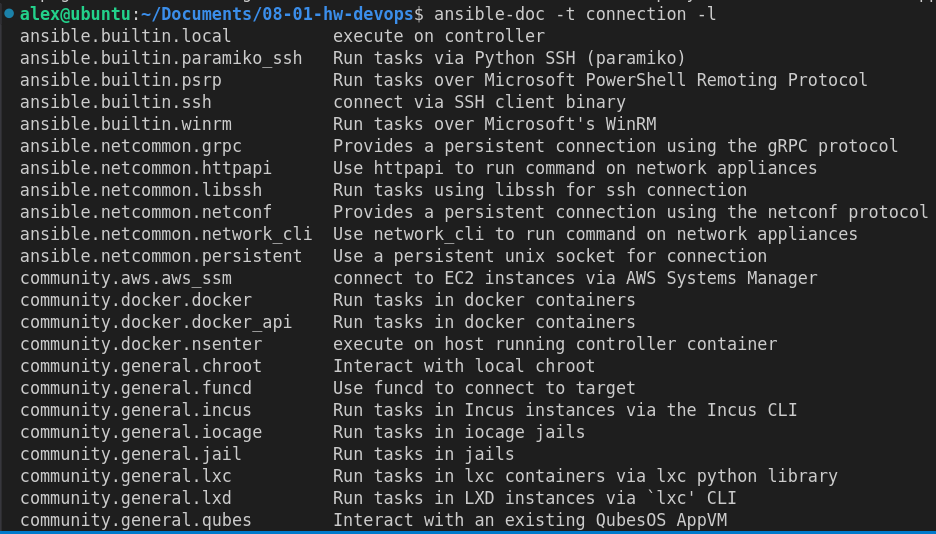 alex@ubuntu:~/Documents/08-01-hw-devops$ ansible-doc -t connection -l
ansible.builtin.local          execute on controller
ansible.builtin.paramiko_ssh   Run tasks via Python SSH (paramiko)
ansible.builtin.psrp           Run tasks over Microsoft PowerShell Remoting Protocol
ansible.builtin.ssh            connect via SSH client binary
ansible.builtin.winrm          Run tasks over Microsoft's WinRM
ansible.netcommon.grpc         Provides a persistent connection using the gRPC protocol
ansible.netcommon.httpapi      Use httpapi to run command on network appliances
ansible.netcommon.libssh       Run tasks using libssh for ssh connection
ansible.netcommon.netconf      Provides a persistent connection using the netconf protocol
ansible.netcommon.network_cli  Use network_cli to run command on network appliances
ansible.netcommon.persistent   Use a persistent unix socket for connection
community.aws.aws_ssm          connect to EC2 instances via AWS Systems Manager
community.docker.docker        Run tasks in docker containers
community.docker.docker_api    Run tasks in docker containers
community.docker.nsenter       execute on host running controller container
community.general.chroot       Interact with local chroot
community.general.funcd        Use funcd to connect to target
community.general.incus        Run tasks in Incus instances via the Incus CLI
community.general.iocage       Run tasks in iocage jails
community.general.jail         Run tasks in jails
community.general.lxc          Run tasks in lxc containers via lxc python library
community.general.lxd          Run tasks in LXD instances via `lxc' CLI
community.general.qubes        Interact with an existing QubesOS AppVM